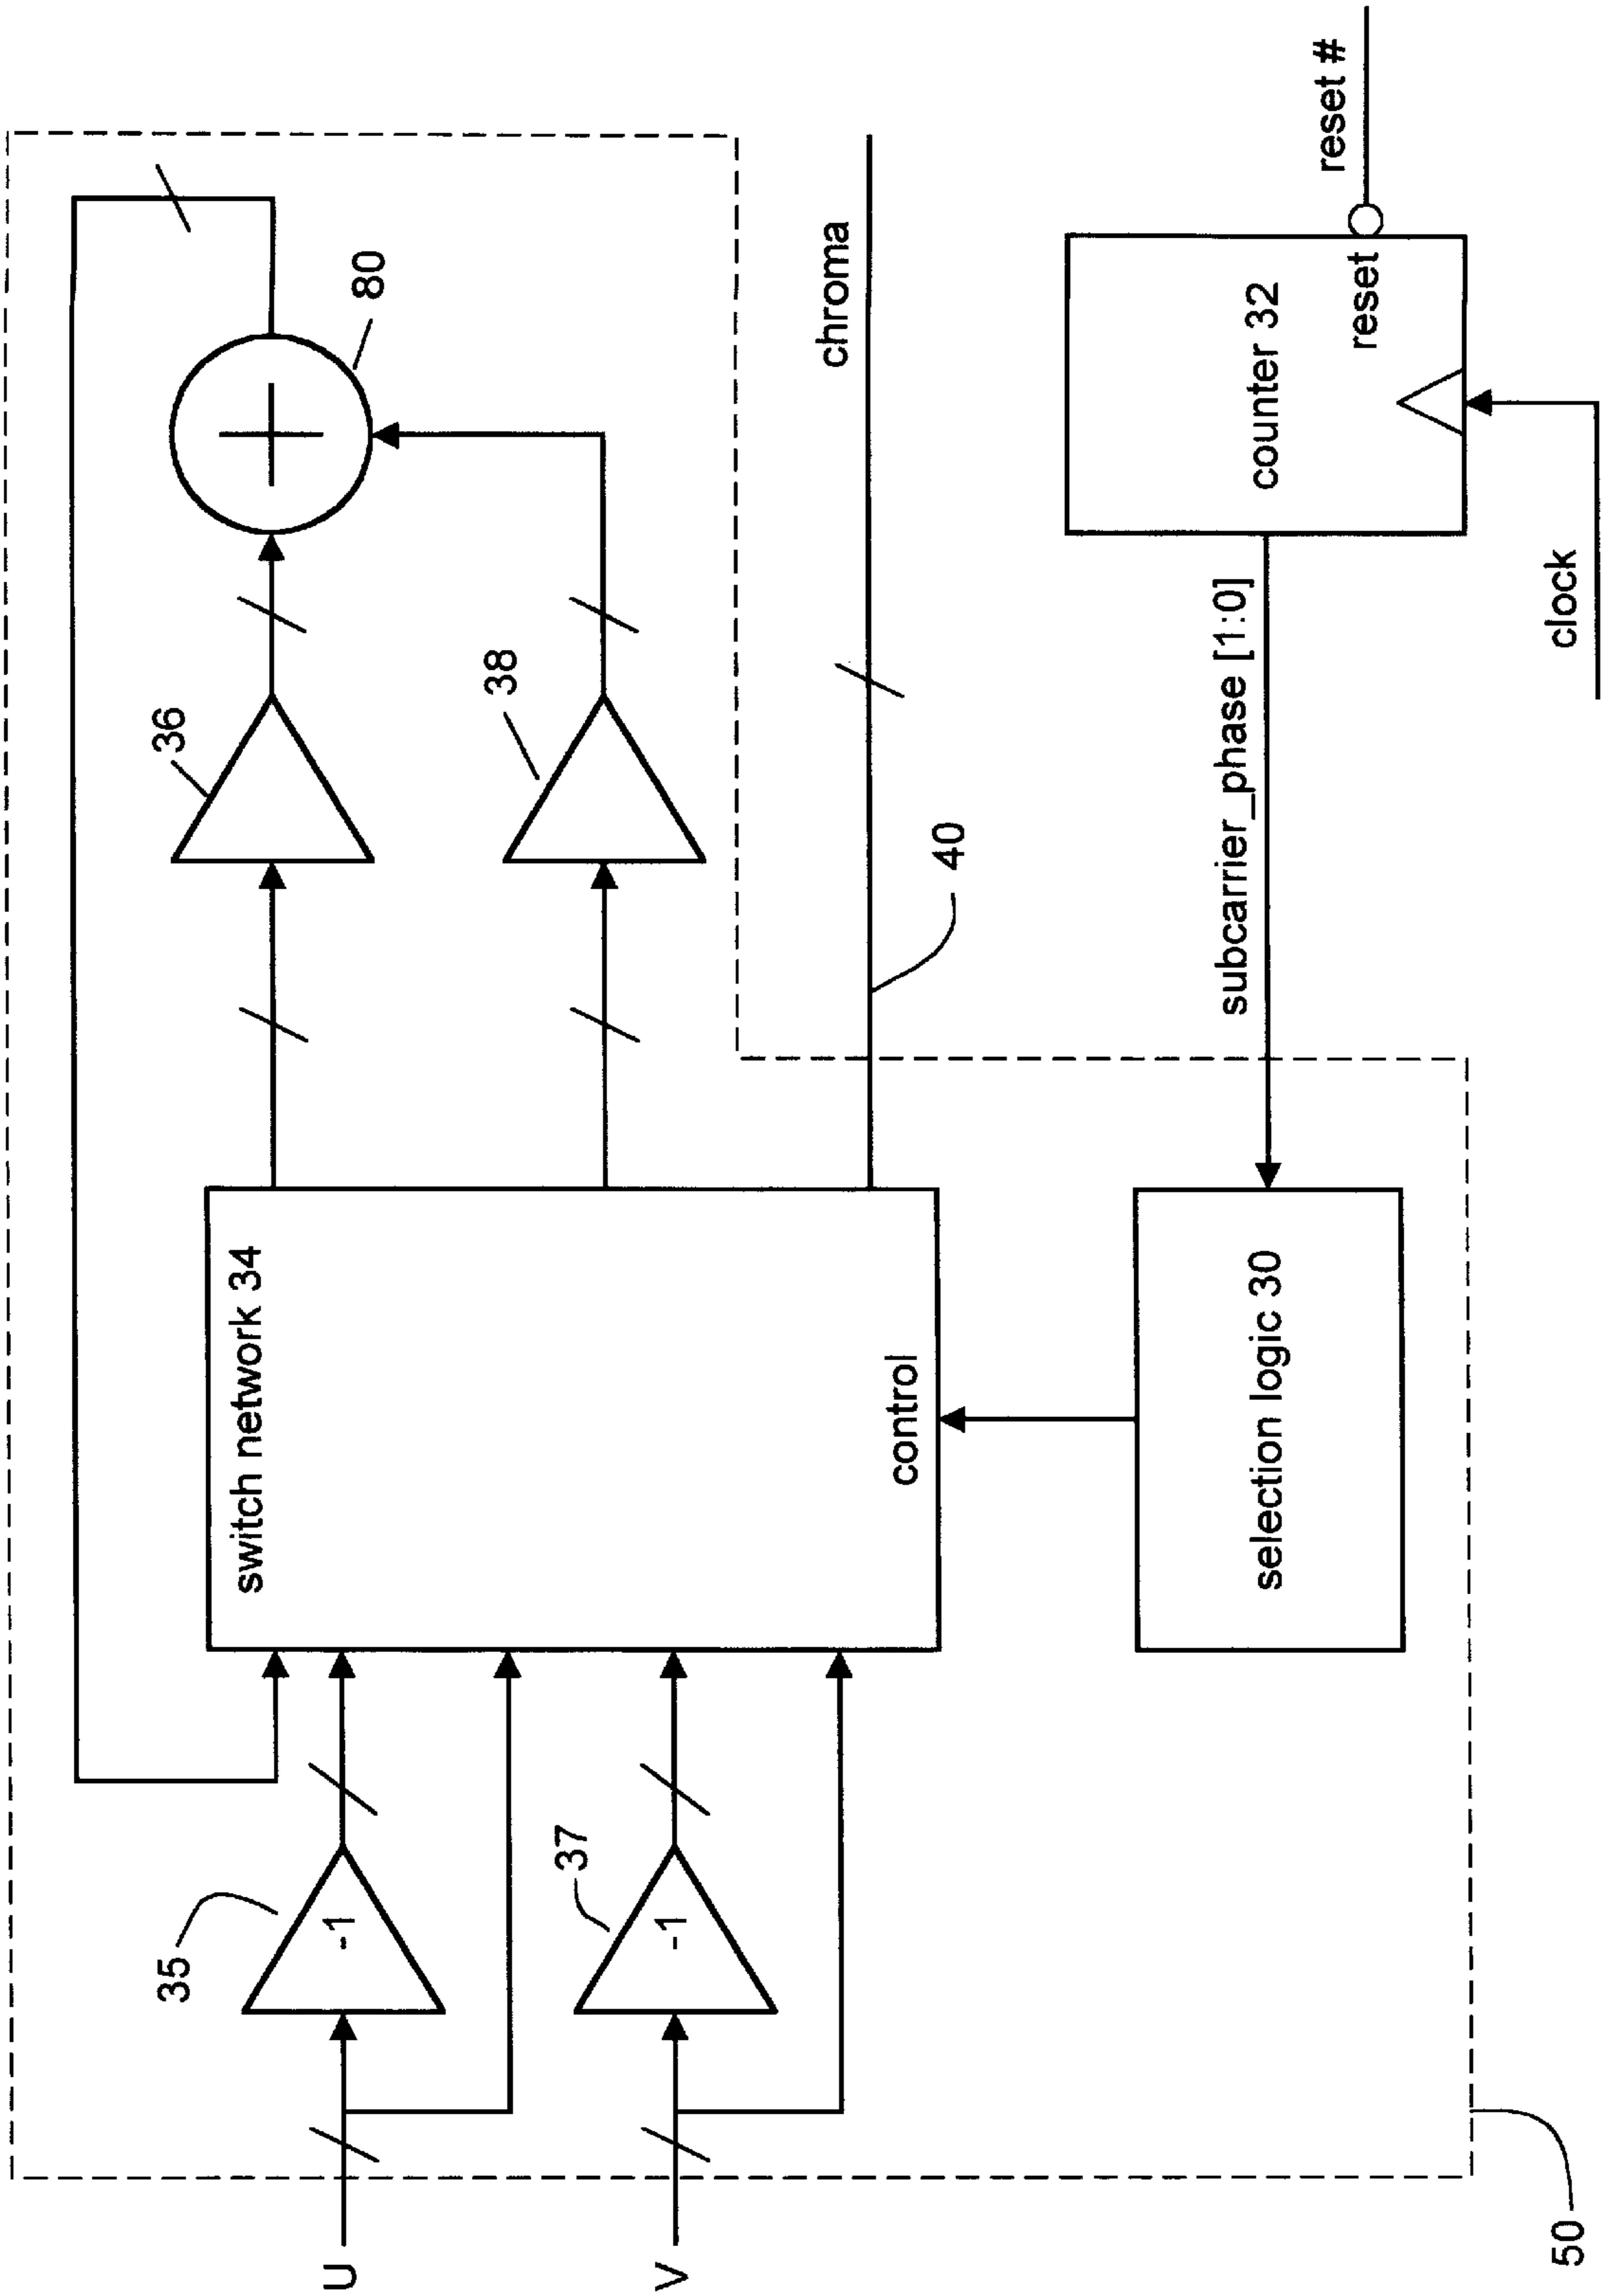 U
V
35
-1
37
-1
switch network 34
control
36
38
80
chroma
40
selection logic 30
subcarrier_phase [1:0]
counter 32
reset
reset #
clock
50